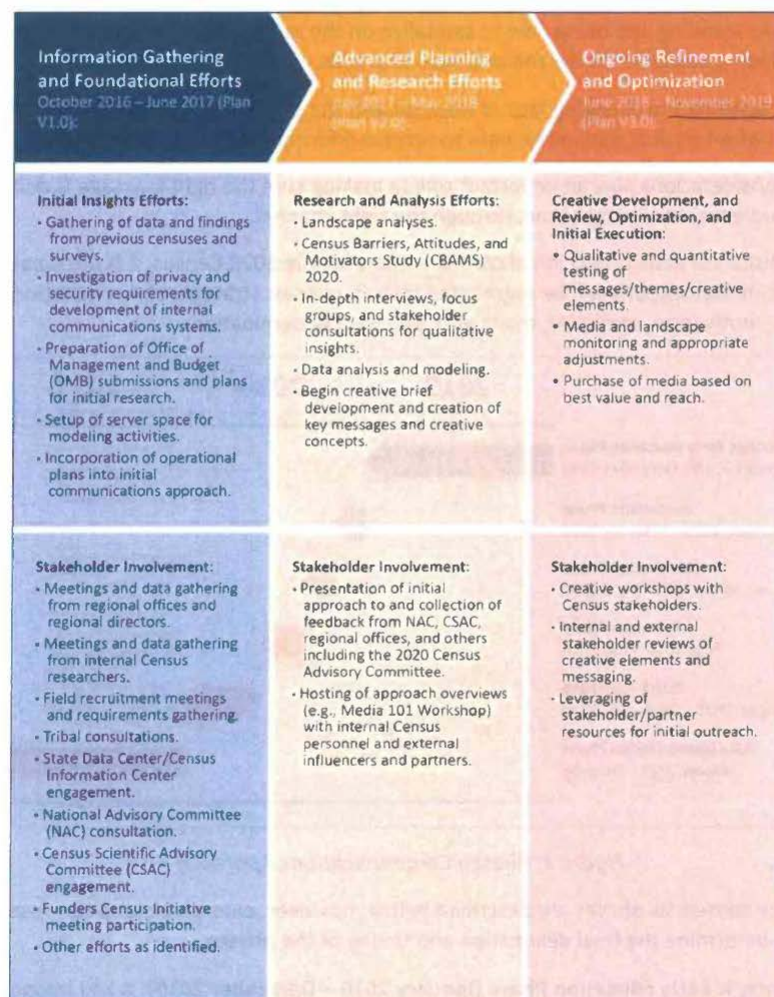 Information Gathering
and Foundational Efforts
October 2016 – June 2017 (Plan
V1.0):
Advanced Planning
and Research Efforts
July 2017 – May 2018
(Plan V2.0):
Ongoing Refinement
and Optimization
June 2018 – November 2019
(Plan V3.0):
Initial Insights Efforts:
• Gathering of data and findings
from previous censuses and
surveys.
• Investigation of privacy and
security requirements for
development of internal
communications systems.
• Preparation of Office of
Management and Budget
(OMB) submissions and plans
for initial research.
• Setup of server space for
modeling activities.
• Incorporation of operational
plans into initial
communications approach.
Research and Analysis Efforts:
• Landscape analyses.
• Census Barriers, Attitudes, and
Motivators Study (CBAMS)
2020.
• In-depth interviews, focus
groups, and stakeholder
consultations for qualitative
insights.
• Data analysis and modeling.
• Begin creative brief
development and creation of
key messages and creative
concepts.
Creative Development, and
Review, Optimization, and
Initial Execution:
• Qualitative and quantitative
testing of
messages/themes/creative
elements.
• Media and landscape
monitoring and appropriate
adjustments.
• Purchase of media based on
best value and reach.
Stakeholder Involvement:
• Meetings and data gathering
from regional offices and
regional directors.
• Meetings and data gathering
from internal Census
researchers.
• Field recruitment meetings
and requirements gathering.
• Tribal consultations.
• State Data Center/Census
Information Center
engagement.
• National Advisory Committee
(NAC) consultation.
• Census Scientific Advisory
Committee (CSAC)
engagement.
• Funders Census Initiative
meeting participation.
• Other efforts as identified.
Stakeholder Involvement:
• Presentation of initial
approach to and collection of
feedback from NAC, CSAC,
regional offices, and others
including the 2020 Census
Advisory Committee.
• Hosting of approach overviews
(e.g., Media 101 Workshop)
with internal Census
personnel and external
influencers and partners.
Stakeholder Involvement:
• Creative workshops with
Census stakeholders.
• Internal and external
stakeholder reviews of
creative elements and
messaging.
• Leveraging of
stakeholder/partner
resources for initial outreach.